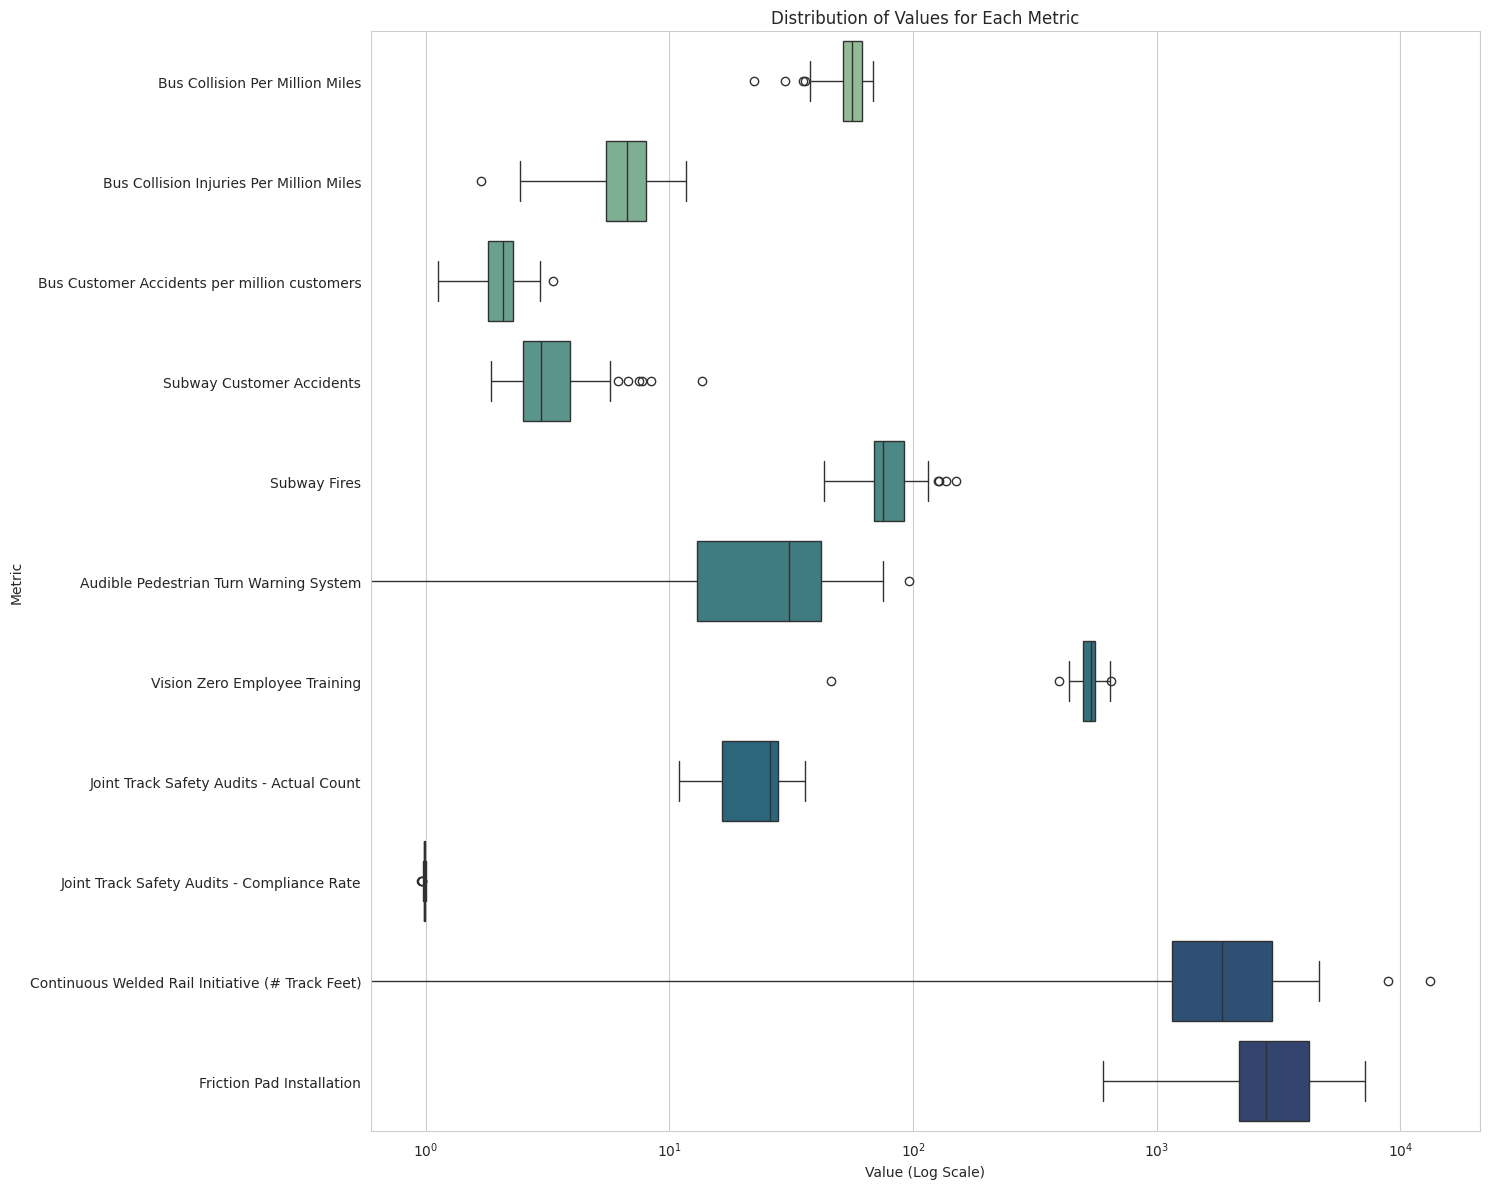 Distribution of Values for Each Metric
Bus Collision Per Million Miles
Bus Collision Injuries Per Million Miles
Bus Customer Accidents per million customers
Subway Customer Accidents
Subway Fires
Audible Pedestrian Turn Warning System
Vision Zero Employee Training
Joint Track Safety Audits - Actual Count
Joint Track Safety Audits - Compliance Rate
Continuous Welded Rail Initiative (# Track Feet)
Friction Pad Installation
Metric
10⁰ 10¹ 10² 10³ 10⁴
Value (Log Scale)